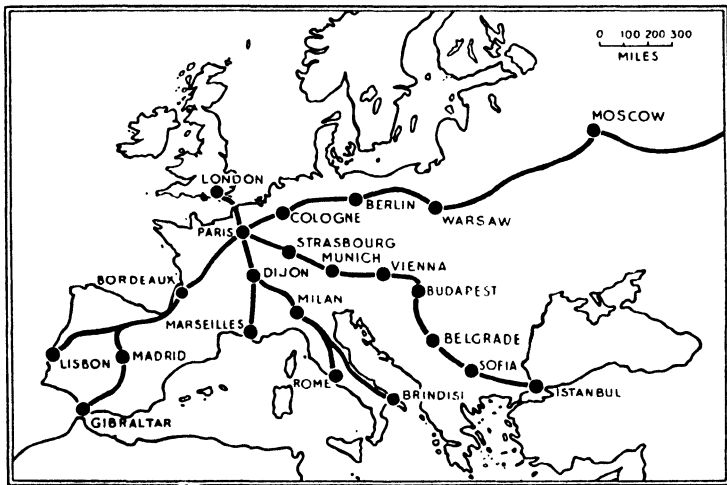 0 100 200 300
MILES
MOSCOW
LONDON
BERLIN
COLOGNE
WARSAW
PARIS
STRASBOURG
MUNICH
VIENNA
DIJON
BORDEAUX
BUDAPEST
MILAN
MARSEILLES
BELGRADE
LISBON
MADRID
SOFIA
ROME
BRINDISI
ISTANBUL
GIBRALTAR